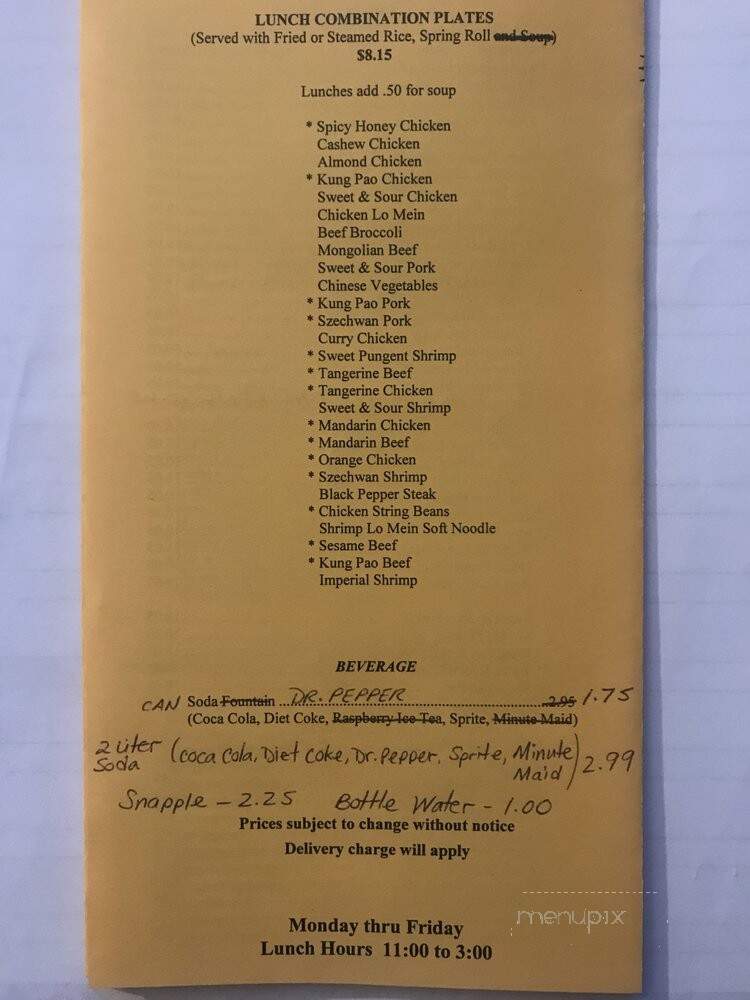 LUNCH COMBINATION PLATES
(Served with Fried or Steamed Rice, Spring Roll and Soup)
$8.15
Lunches add .50 for soup
* Spicy Honey Chicken
Cashew Chicken
Almond Chicken
* Kung Pao Chicken
Sweet & Sour Chicken
Chicken Lo Mein
Beef Broccoli
Mongolian Beef
Sweet & Sour Pork
Chinese Vegetables
* Kung Pao Pork
* Szechwan Pork
Curry Chicken
* Sweet Pungent Shrimp
* Tangerine Beef
* Tangerine Chicken
Sweet & Sour Shrimp
* Mandarin Chicken
* Mandarin Beef
* Orange Chicken
* Szechwan Shrimp
Black Pepper Steak
* Chicken String Beans
Shrimp Lo Mein Soft Noodle
* Sesame Beef
* Kung Pao Beef
Imperial Shrimp
BEVERAGE
CAN Soda Fountain ... DR. PEPPER ... 2.95 1.75
(Coca Cola, Diet Coke, Raspberry Ice Tea, Sprite, Minute Maid)
2 Liter Soda (Coca Cola, Diet Coke, Dr. Pepper, Sprite, Minute Maid) 2.99
Snapple - 2.25 Bottle Water - 1.00
Prices subject to change without notice
Delivery charge will apply
menupix
Monday thru Friday
Lunch Hours 11:00 to 3:00